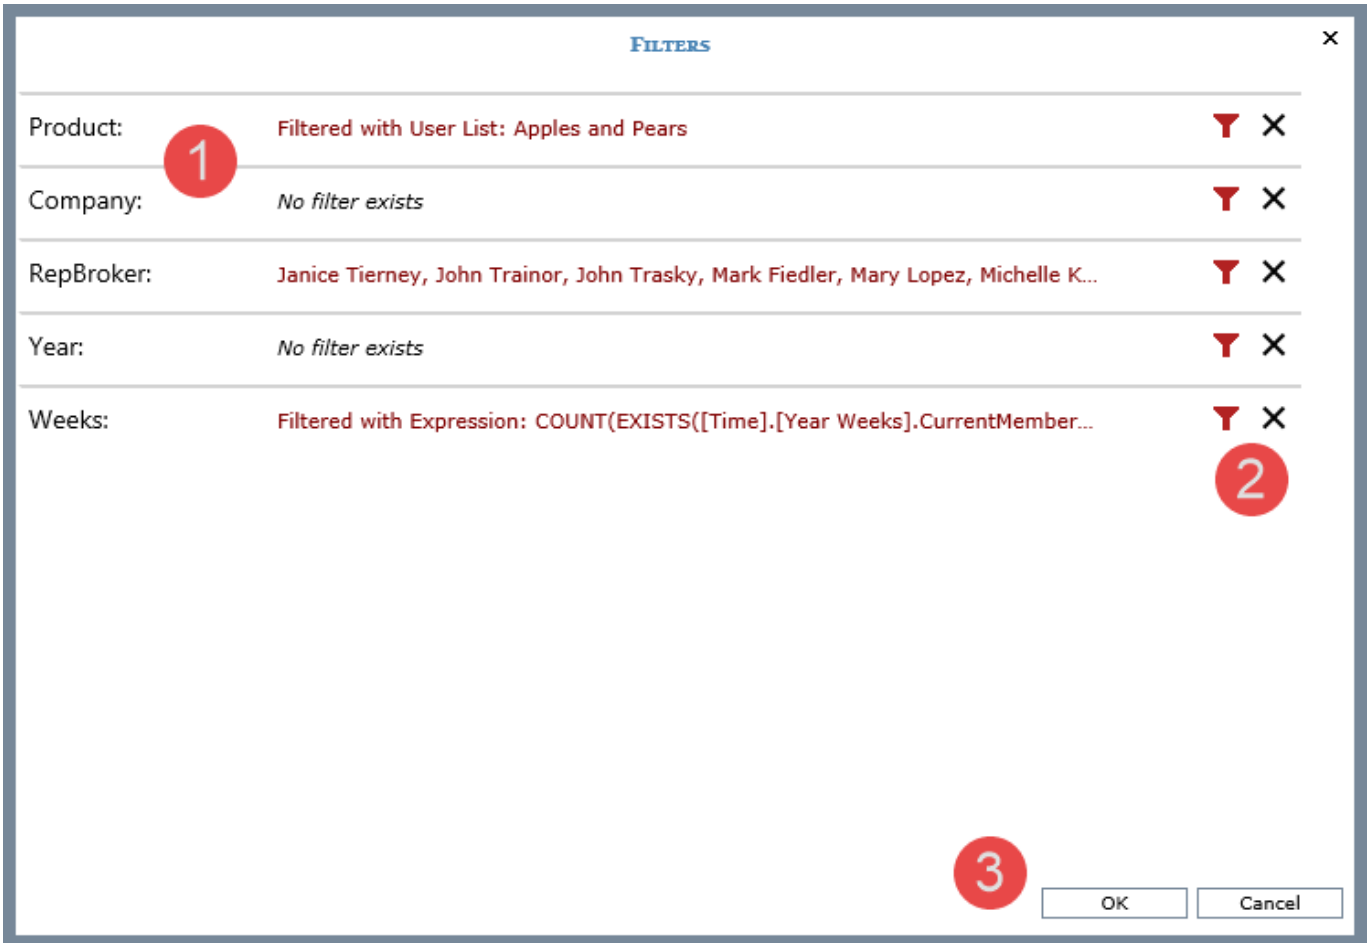 FILTERS
Product: Filtered with User List: Apples and Pears
1
Company: No filter exists
RepBroker: Janice Tierney, John Trainor, John Trasky, Mark Fiedler, Mary Lopez, Michelle K...
Year: No filter exists
Weeks: Filtered with Expression: COUNT(EXISTS([Time].[Year Weeks].CurrentMember...
2
3
OK Cancel